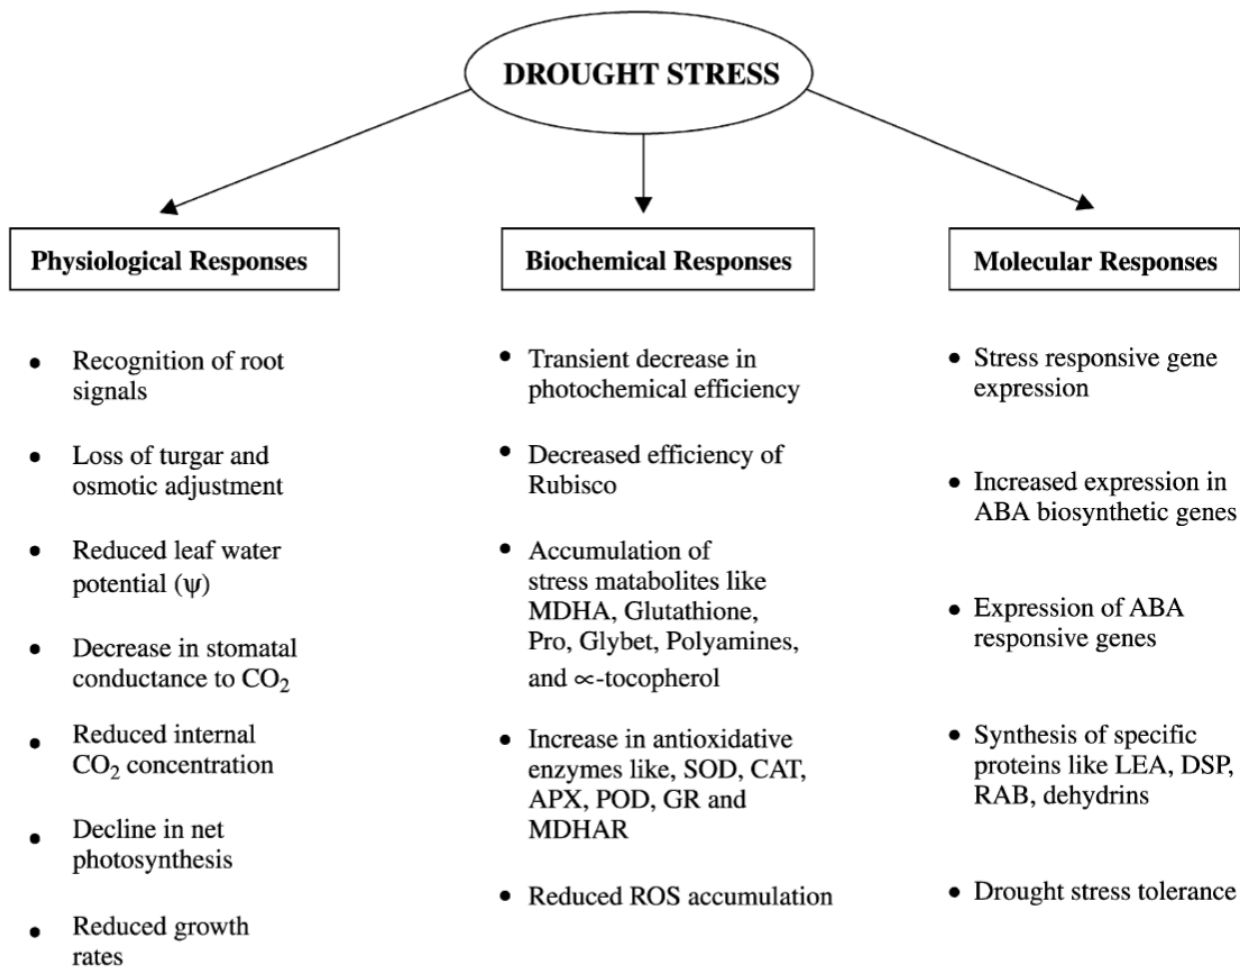 DROUGHT STRESS
Physiological Responses
• Recognition of root
signals
• Loss of turgar and
osmotic adjustment
• Reduced leaf water
potential (ψ)
• Decrease in stomatal
conductance to CO₂
• Reduced internal
CO₂ concentration
• Decline in net
photosynthesis
• Reduced growth
rates
Biochemical Responses
• Transient decrease in
photochemical efficiency
• Decreased efficiency of
Rubisco
• Accumulation of
stress matabolites like
MDHA, Glutathione,
Pro, Glybet, Polyamines,
and ∝-tocopherol
• Increase in antioxidative
enzymes like, SOD, CAT,
APX, POD, GR and
MDHAR
• Reduced ROS accumulation
Molecular Responses
• Stress responsive gene
expression
• Increased expression in
ABA biosynthetic genes
• Expression of ABA
responsive genes
• Synthesis of specific
proteins like LEA, DSP,
RAB, dehydrins
• Drought stress tolerance